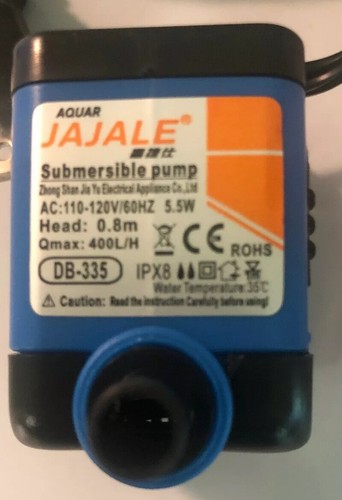 AQUAR
JAJALE®
Submersible pump
Zhong Shan Jia Yu Electrical Appliance Co.,Ltd
AC:110-120V/60HZ 5.5W
Head: 0.8m
Qmax: 400L/H
CE
ROHS
DB-335
IPX8
Water Temperature:35℃
Caution: Read the instruction Carefully before using!